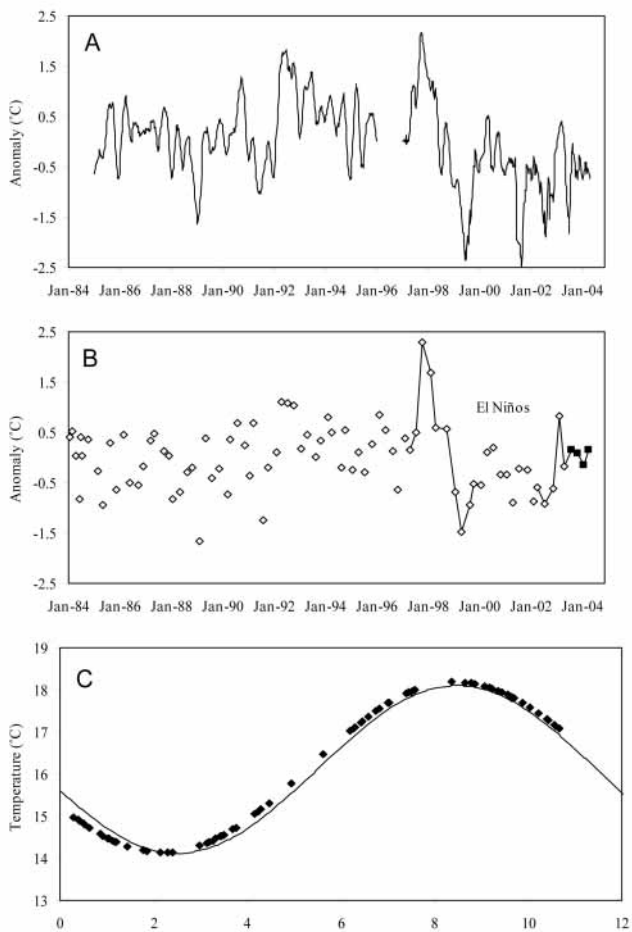 A
2.5
1.5
0.5
-0.5
-1.5
-2.5
Anomaly (˚C)
Jan-84 Jan-86 Jan-88 Jan-90 Jan-92 Jan-94 Jan-96 Jan-98 Jan-00 Jan-02 Jan-04
B
2.5
1.5
0.5
-0.5
-1.5
-2.5
Anomaly (˚C)
El Niños
Jan-84 Jan-86 Jan-88 Jan-90 Jan-92 Jan-94 Jan-96 Jan-98 Jan-00 Jan-02 Jan-04
C
19
18
17
16
15
14
13
Temperature (˚C)
0 2 4 6 8 10 12